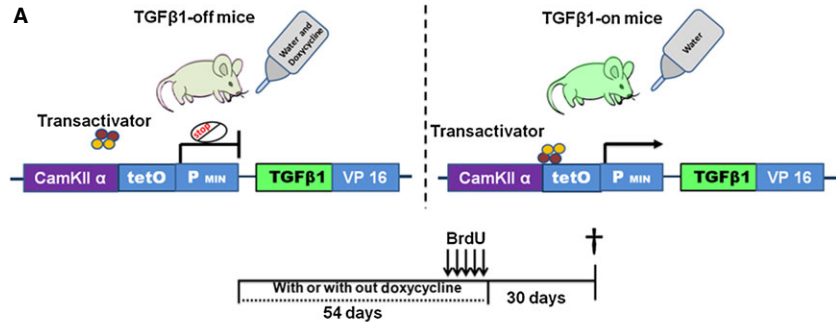 A
TGFβ1-off mice
TGFβ1-on mice
Water and
Doxycycline
Water
Transactivator
stop
Transactivator
CamKII α tetO P MIN TGFβ1 VP 16
CamKII α tetO P MIN TGFβ1 VP 16
BrdU
With or with out doxycycline
54 days
30 days